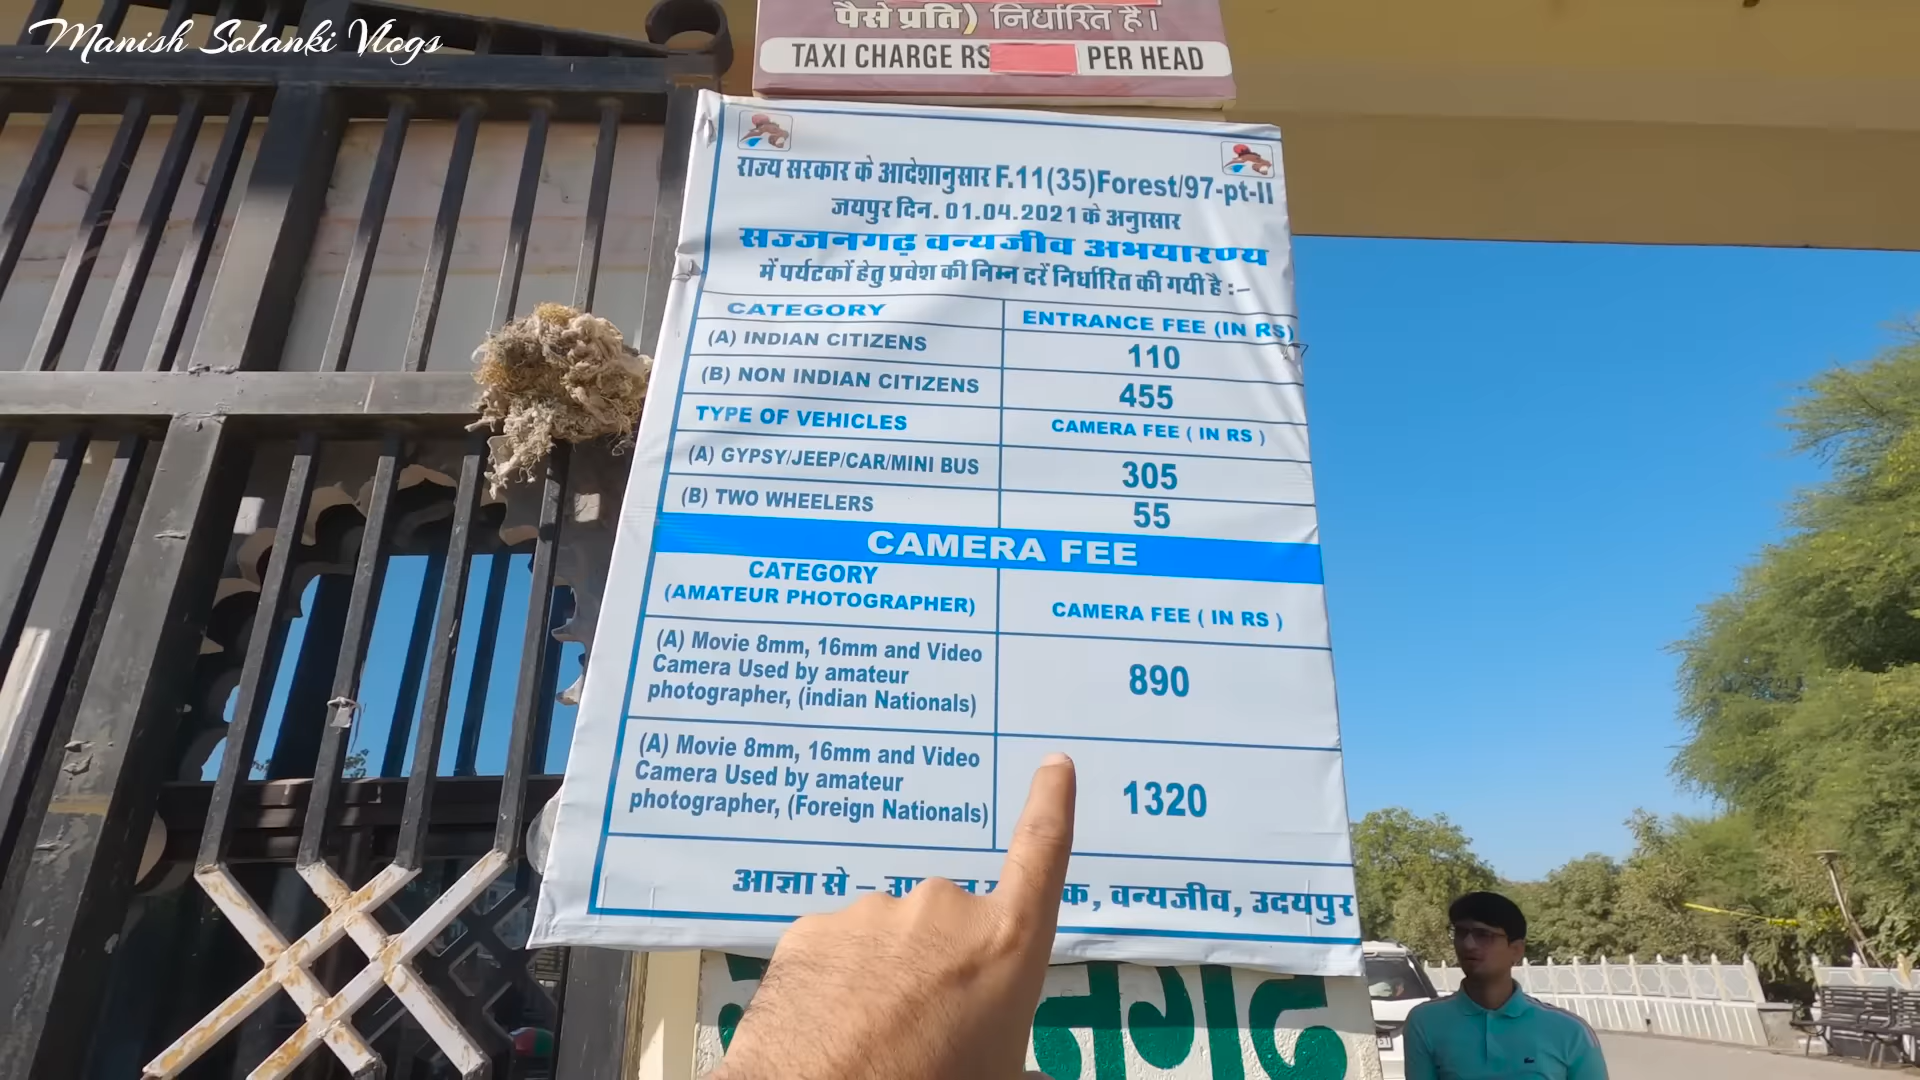 Manish Solanki Vlogs
पैसे प्रति) निर्धारित हैं।
TAXI CHARGE RS PER HEAD
राज्य सरकार के आदेशानुसार F.11(35)Forest/97-pt-II
जयपुर दिन. 01.04.2021 के अनुसार
सज्जनगढ़ वन्यजीव अभयारण्य
में पर्यटकों हेतु प्रवेश की निम्न दरें निर्धारित की गयी है :–
CATEGORY ENTRANCE FEE (IN RS)
(A) INDIAN CITIZENS 110
(B) NON INDIAN CITIZENS 455
TYPE OF VEHICLES CAMERA FEE ( IN RS )
(A) GYPSY/JEEP/CAR/MINI BUS 305
(B) TWO WHEELERS 55
CAMERA FEE
CATEGORY
(AMATEUR PHOTOGRAPHER) CAMERA FEE ( IN RS )
(A) Movie 8mm, 16mm and Video
Camera Used by amateur
photographer, (indian Nationals)
890
(A) Movie 8mm, 16mm and Video
Camera Used by amateur
photographer, (Foreign Nationals)
1320
आज्ञा से – वन्यजीव, उदयपुर